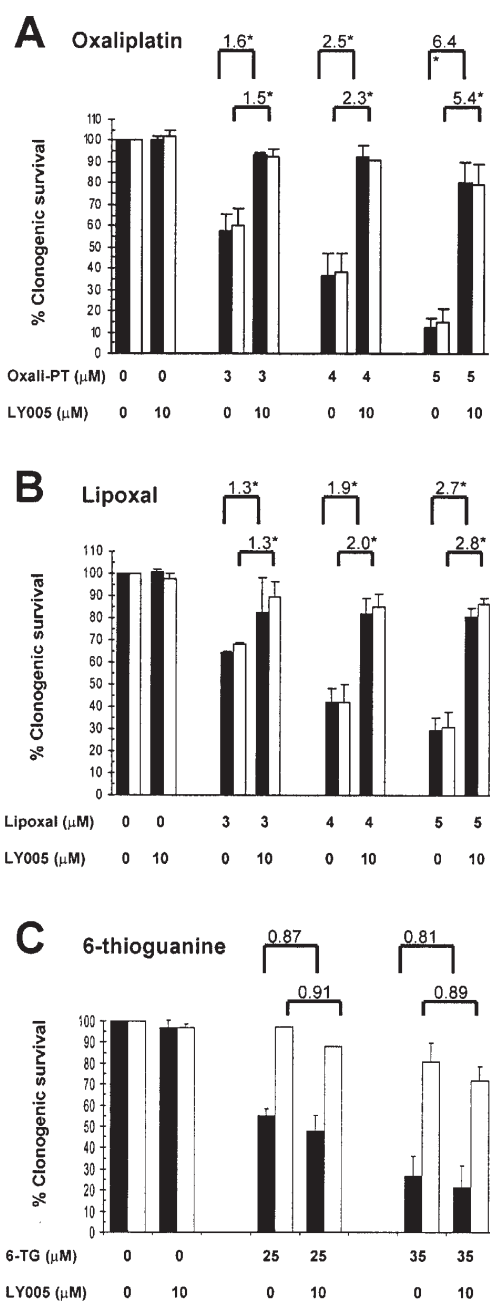 A Oxaliplatin
1.6* 2.5* 6.4
*
1.5* 2.3* 5.4*
110
100
90
80
70
60
50
40
30
20
10
0
% Clonogenic survival
Oxali-PT (μM) 0 0 3 3 4 4 5 5
LY005 (μM) 0 10 0 10 0 10 0 10
B Lipoxal
1.3* 1.9* 2.7*
1.3* 2.0* 2.8*
110
100
90
80
70
60
50
40
30
20
10
0
% Clonogenic survival
Lipoxal (μM) 0 0 3 3 4 4 5 5
LY005 (μM) 0 10 0 10 0 10 0 10
C 6-thioguanine
0.87 0.81
0.91 0.89
100
90
80
70
60
50
40
30
20
10
0
% Clonogenic survival
6-TG (μM) 0 0 25 25 35 35
LY005 (μM) 0 10 0 10 0 10